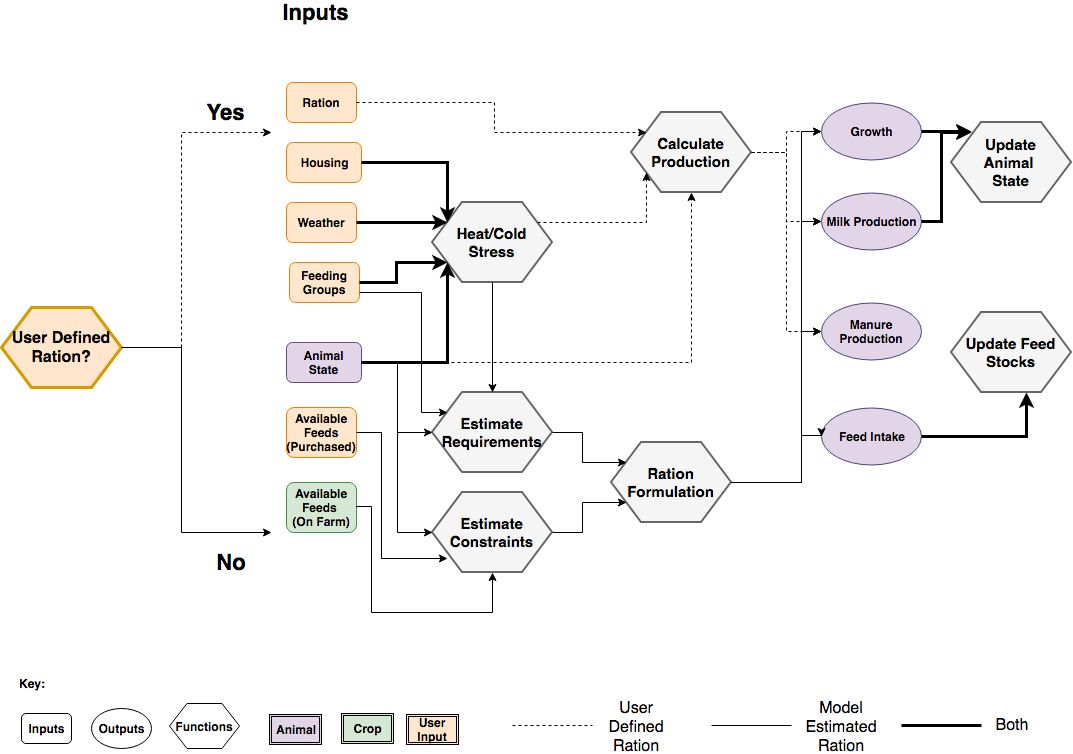 Inputs
Yes
Ration
Housing
Weather
Feeding
Groups
Animal
State
Available
Feeds
(Purchased)
Available
Feeds
(On Farm)
User Defined
Ration?
No
Heat/Cold
Stress
Estimate
Requirements
Estimate
Constraints
Calculate
Production
Ration
Formulation
Growth
Milk Production
Manure
Production
Feed Intake
Update
Animal
State
Update Feed
Stocks
Key:
Inputs
Outputs
Functions
Animal
Crop
User
Input
User
Defined
Ration
Model
Estimated
Ration
Both